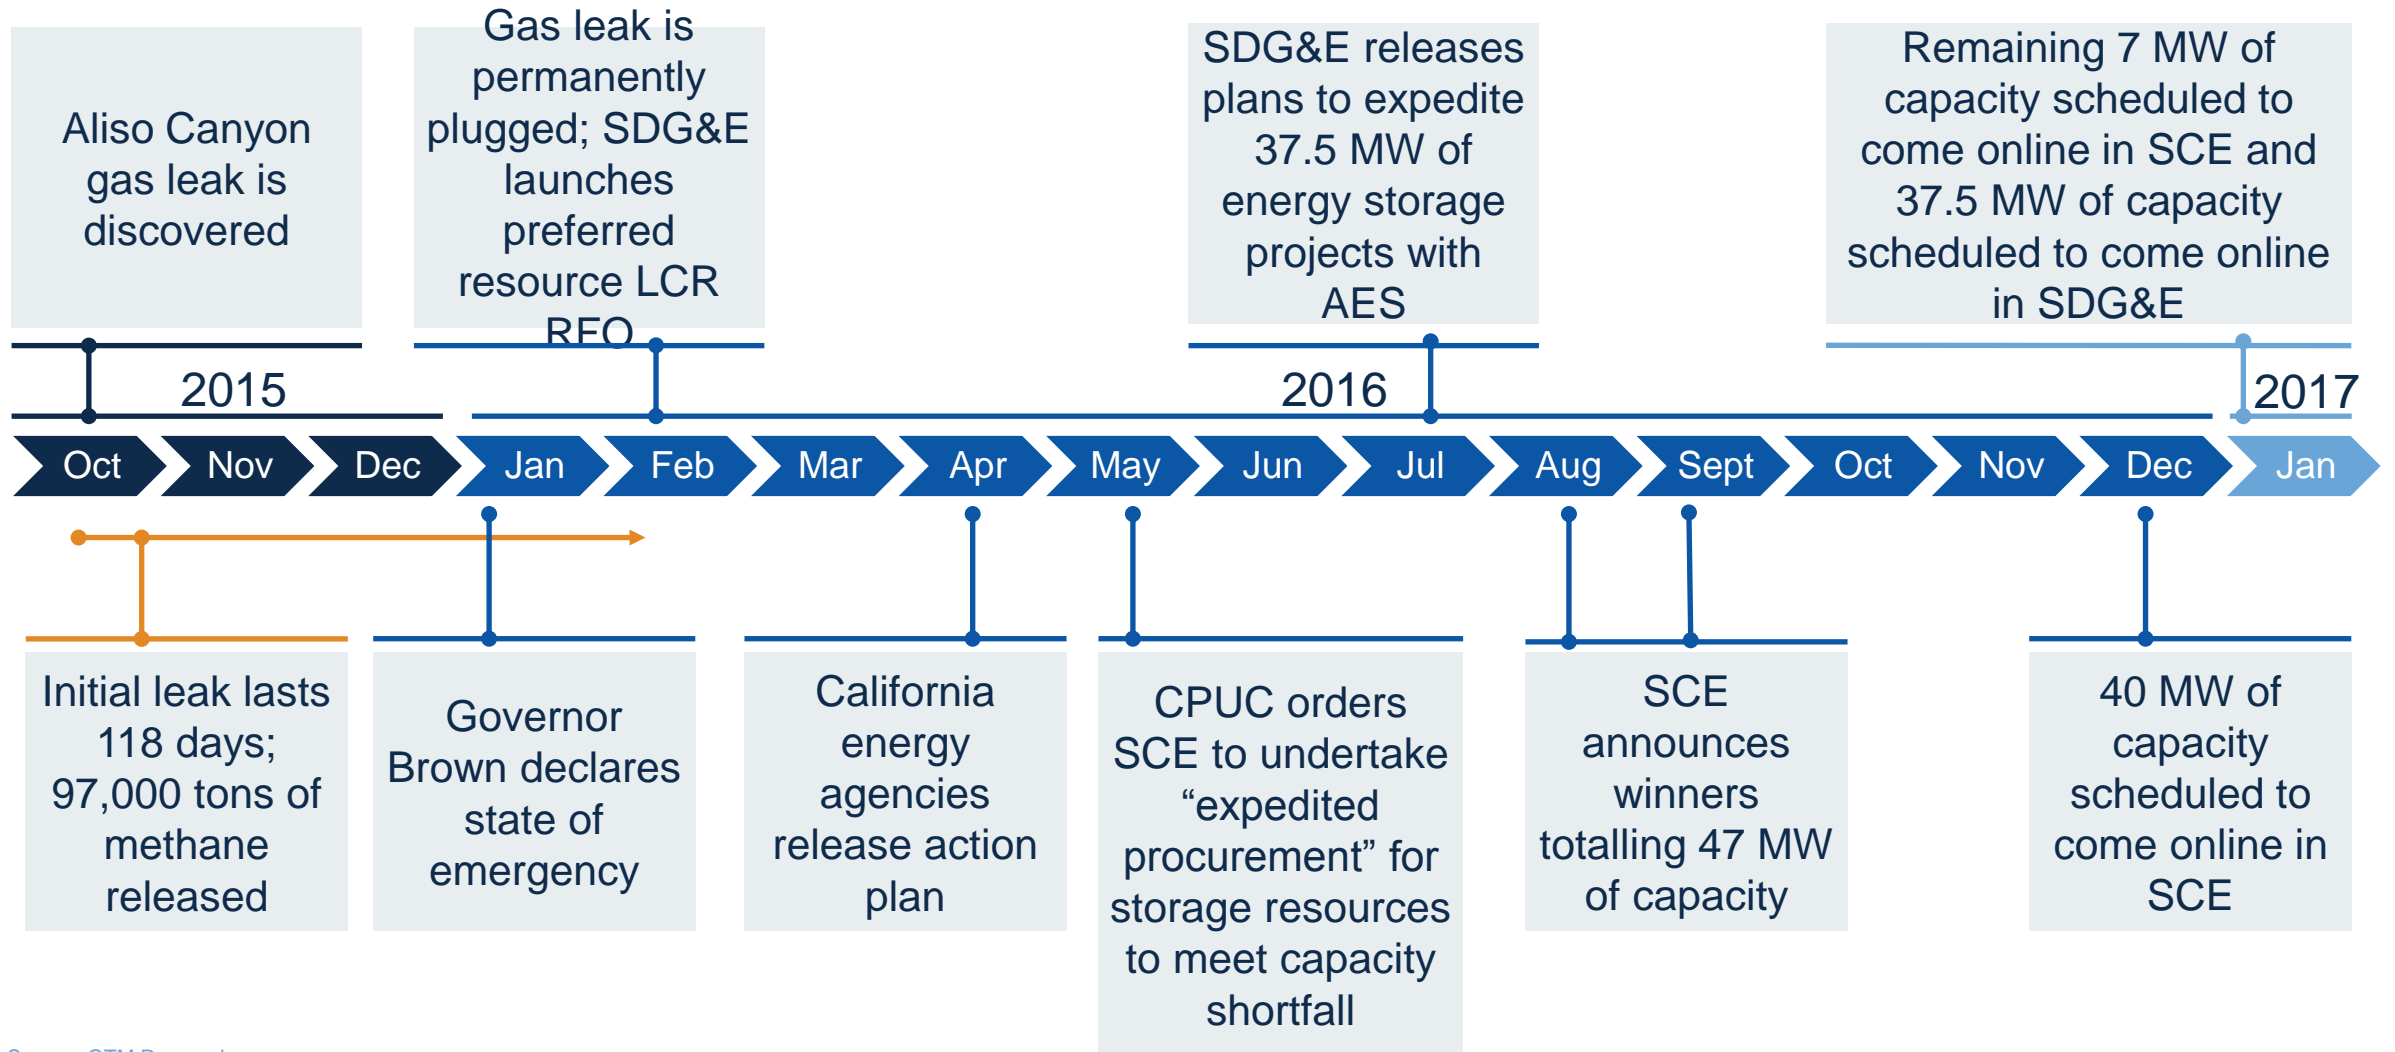 Aliso Canyon
gas leak is
discovered
Gas leak is
permanently
plugged; SDG&E
launches
preferred
resource LCR
RFO
SDG&E releases
plans to expedite
37.5 MW of
energy storage
projects with
AES
Remaining 7 MW of
capacity scheduled to
come online in SCE and
37.5 MW of capacity
scheduled to come online
in SDG&E
2015
2016
2017
Oct
Nov
Dec
Jan
Feb
Mar
Apr
May
Jun
Jul
Aug
Sept
Oct
Nov
Dec
Jan
Initial leak lasts
118 days;
97,000 tons of
methane
released
Governor
Brown declares
state of
emergency
California
energy
agencies
release action
plan
CPUC orders
SCE to undertake
“expedited
procurement” for
storage resources
to meet capacity
shortfall
SCE
announces
winners
totalling 47 MW
of capacity
40 MW of
capacity
scheduled to
come online in
SCE